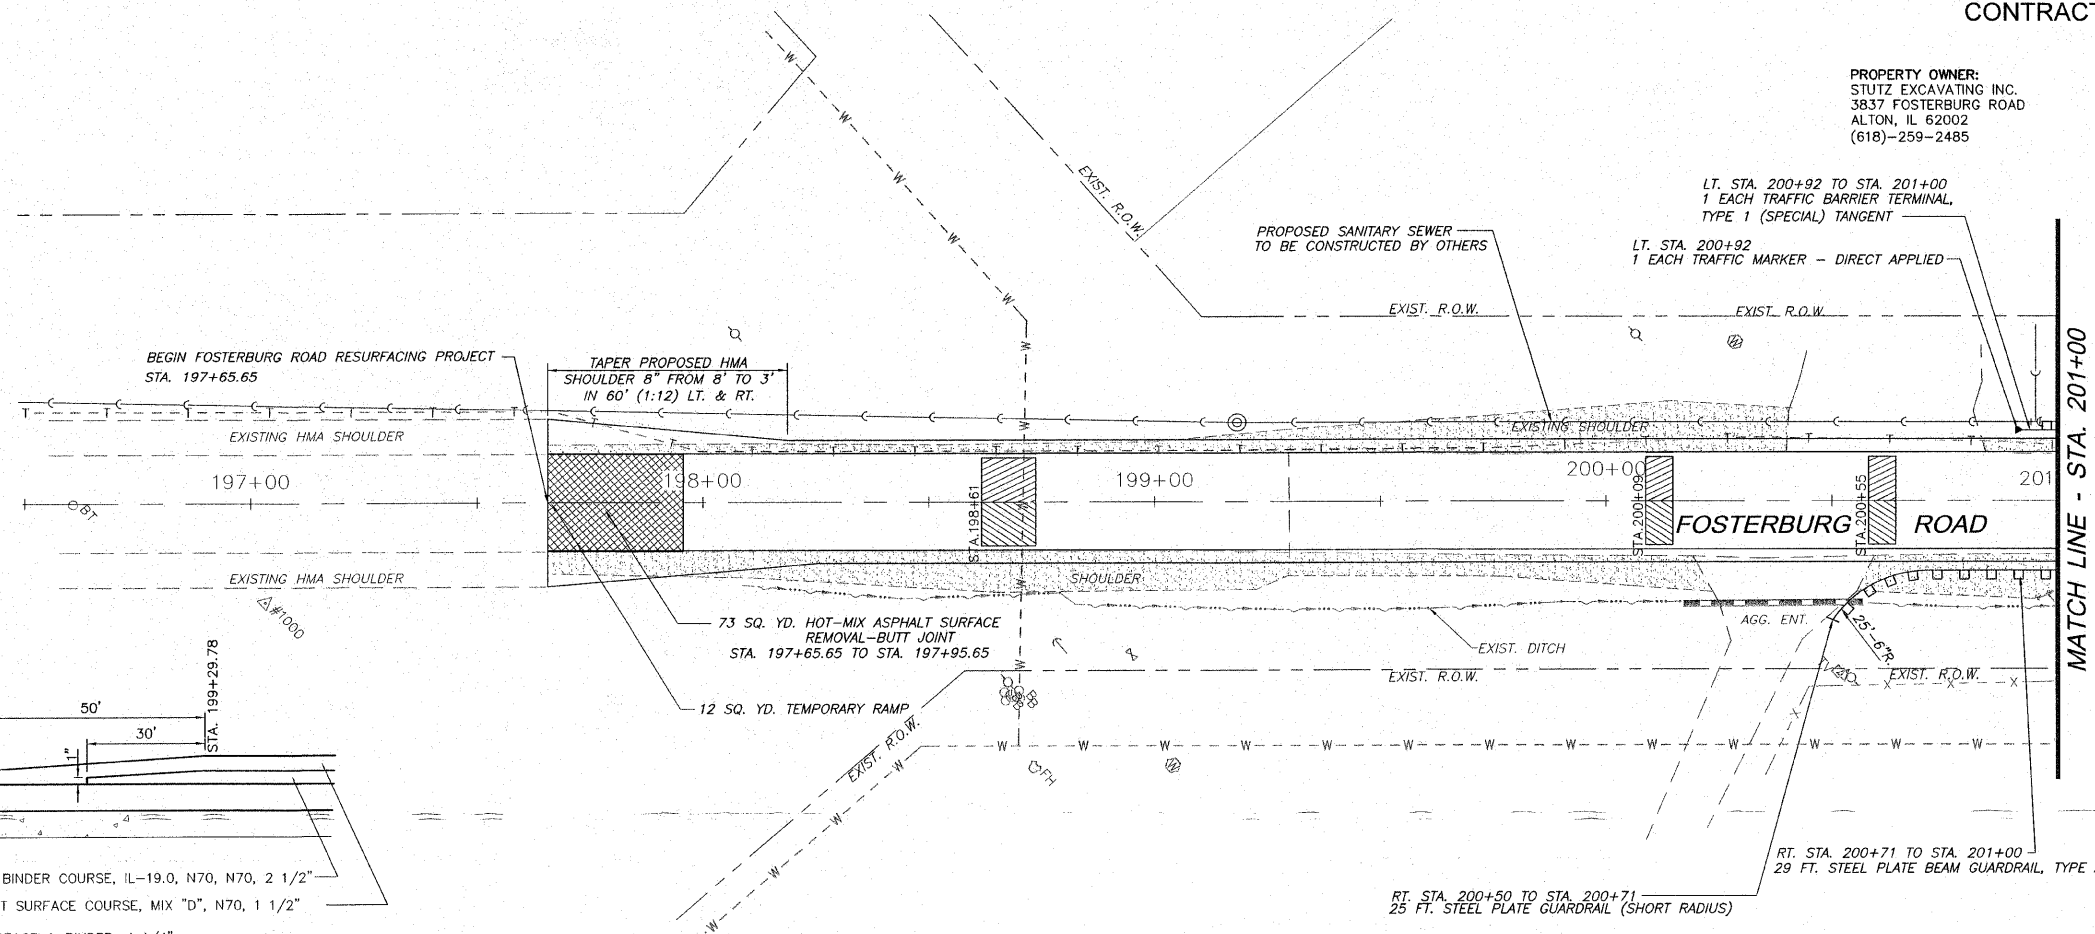 CONTRACT
PROPERTY OWNER:
STUTZ EXCAVATING INC.
3837 FOSTERBURG ROAD
ALTON, IL 62002
(618)-259-2485
LT. STA. 200+92 TO STA. 201+00
1 EACH TRAFFIC BARRIER TERMINAL,
TYPE 1 (SPECIAL) TANGENT
LT. STA. 200+92
1 EACH TRAFFIC MARKER - DIRECT APPLIED
PROPOSED SANITARY SEWER
TO BE CONSTRUCTED BY OTHERS
EXIST. R.O.W.
EXIST. R.O.W.
EXIST. R.O.W.
BEGIN FOSTERBURG ROAD RESURFACING PROJECT
STA. 197+65.65
TAPER PROPOSED HMA
SHOULDER 8" FROM 8' TO 3'
IN 60' (1:12) LT. & RT.
EXISTING HMA SHOULDER
EXISTING SHOULDER
197+00
198+00
199+00
200+00
201
BT
STA.198+61
STA.200+09
STA.200+55
FOSTERBURG ROAD
MATCH LINE - STA. 201+00
EXISTING HMA SHOULDER
SHOULDER
#1000
73 SQ. YD. HOT-MIX ASPHALT SURFACE
REMOVAL-BUTT JOINT
STA. 197+65.65 TO STA. 197+95.65
AGG. ENT.
25'-6"R.
EXIST. DITCH
EXIST. R.O.W.
EXIST. R.O.W.
12 SQ. YD. TEMPORARY RAMP
EXIST. R.O.W.
FH
50'
30'
1"
STA. 199+29.78
BINDER COURSE, IL-19.0, N70, N70, 2 1/2"
T SURFACE COURSE, MIX "D", N70, 1 1/2"
RT. STA. 200+71 TO STA. 201+00
29 FT. STEEL PLATE BEAM GUARDRAIL, TYPE
RT. STA. 200+50 TO STA. 200+71
25 FT. STEEL PLATE GUARDRAIL (SHORT RADIUS)